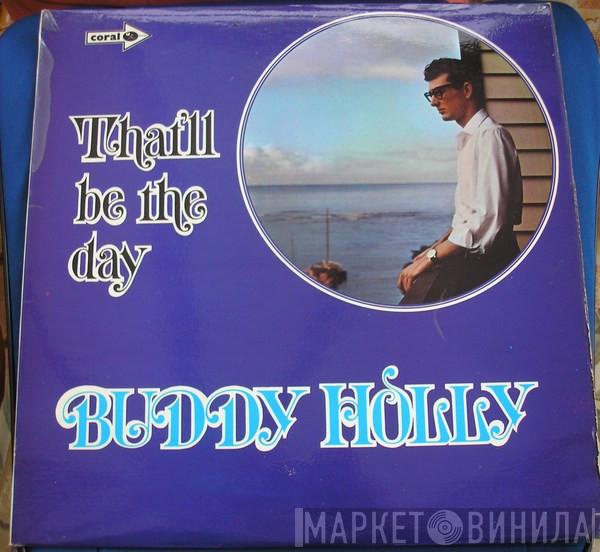 coral
That'll
be the
day
BUDDY HOLLY
МАРКЕТ ВИНИЛА